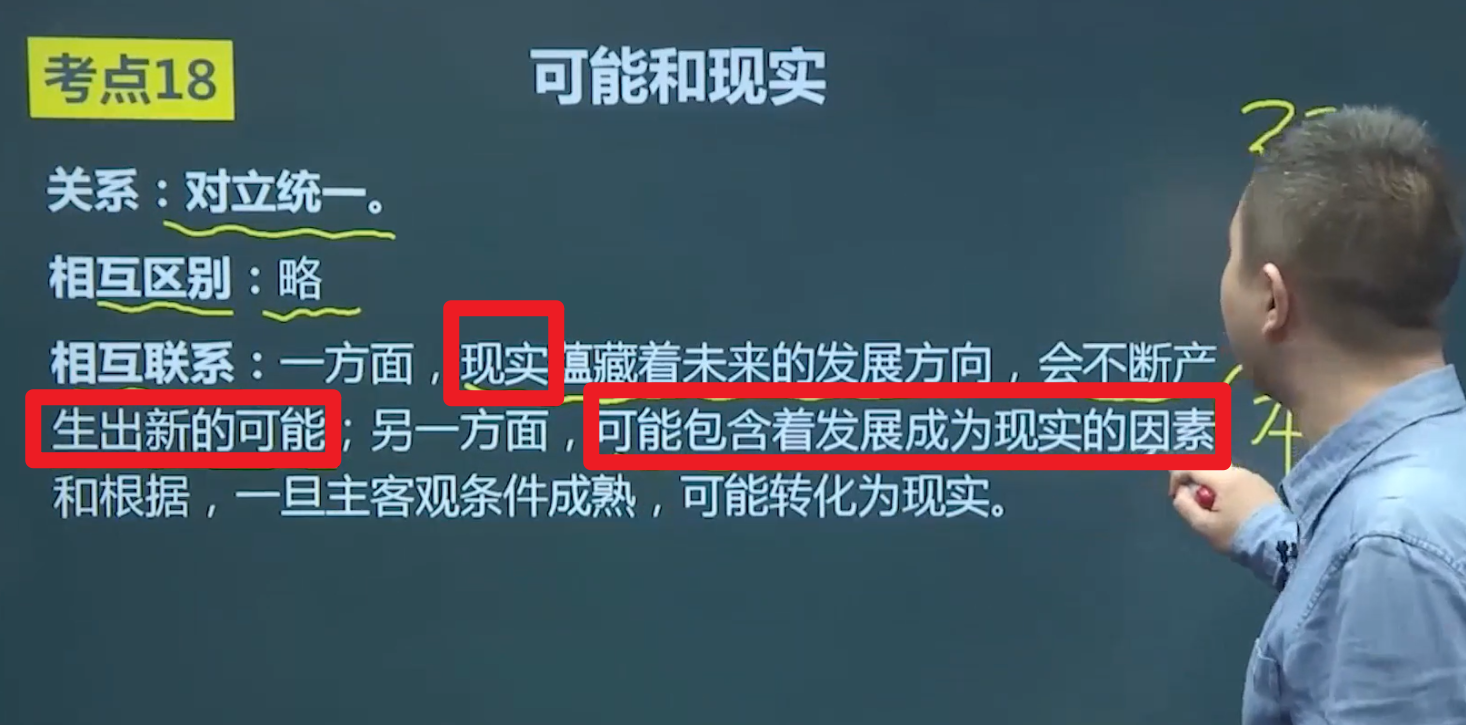 考点18
可能和现实
关系：对立统一。
相互区别：略
相互联系：一方面，现实蕴藏着未来的发展方向，会不断产
生出新的可能；另一方面，可能包含着发展成为现实的因素
和根据，一旦主客观条件成熟，可能转化为现实。